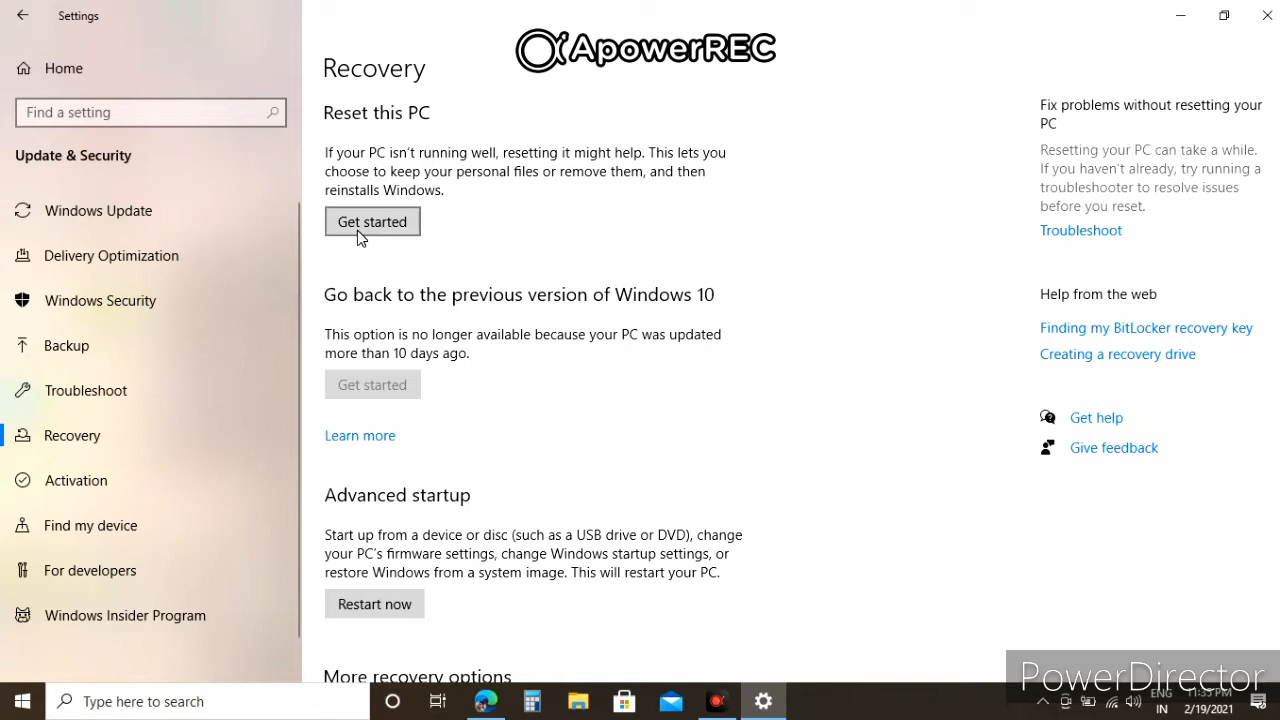 Settings
Home
Find a setting
Update & Security
Windows Update
Delivery Optimization
Windows Security
Backup
Troubleshoot
Recovery
Activation
Find my device
For developers
Windows Insider Program
ApowerREC
Recovery
Reset this PC
If your PC isn't running well, resetting it might help. This lets you
choose to keep your personal files or remove them, and then
reinstalls Windows.
Get started
Go back to the previous version of Windows 10
This option is no longer available because your PC was updated
more than 10 days ago.
Get started
Learn more
Advanced startup
Start up from a device or disc (such as a USB drive or DVD), change
your PC's firmware settings, change Windows startup settings, or
restore Windows from a system image. This will restart your PC.
Restart now
More recovery options
Fix problems without resetting your
PC
Resetting your PC can take a while.
If you haven't already, try running a
troubleshooter to resolve issues
before you reset.
Troubleshoot
Help from the web
Finding my BitLocker recovery key
Creating a recovery drive
Get help
Give feedback
PowerDirector
Type here to search
ENG
IN
2/19/2021